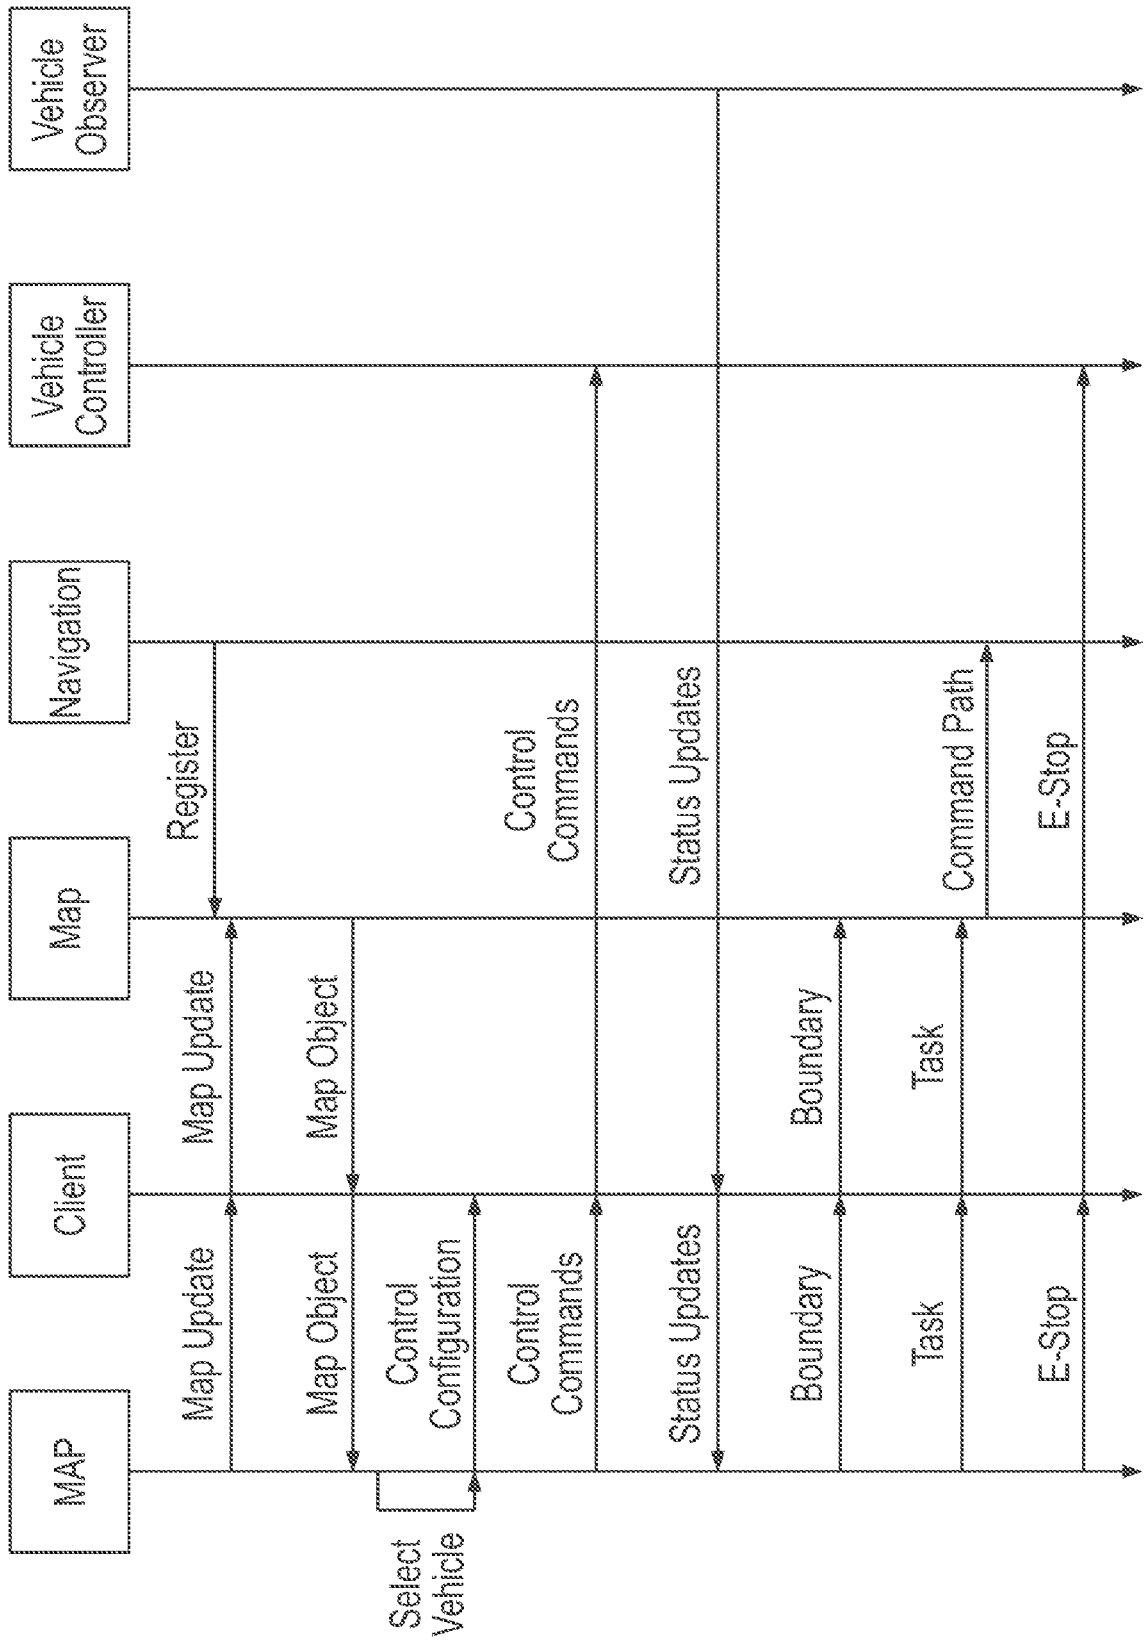 MAP
Client
Map
Navigation
Vehicle
Controller
Vehicle
Observer
Register
Map Update
Map Update
Map Object
Map Object
Select
Vehicle
Control
Configuration
Control
Commands
Control
Commands
Status Updates
Status Updates
Boundary
Boundary
Task
Task
Command Path
E-Stop
E-Stop